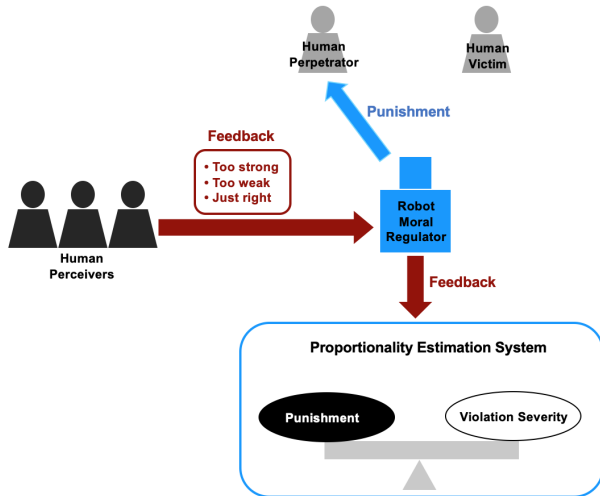 Human
Perpetrator
Human
Victim
Punishment
Feedback
• Too strong
• Too weak
• Just right
Human
Perceivers
Robot
Moral
Regulator
Feedback
Proportionality Estimation System
Punishment
Violation Severity